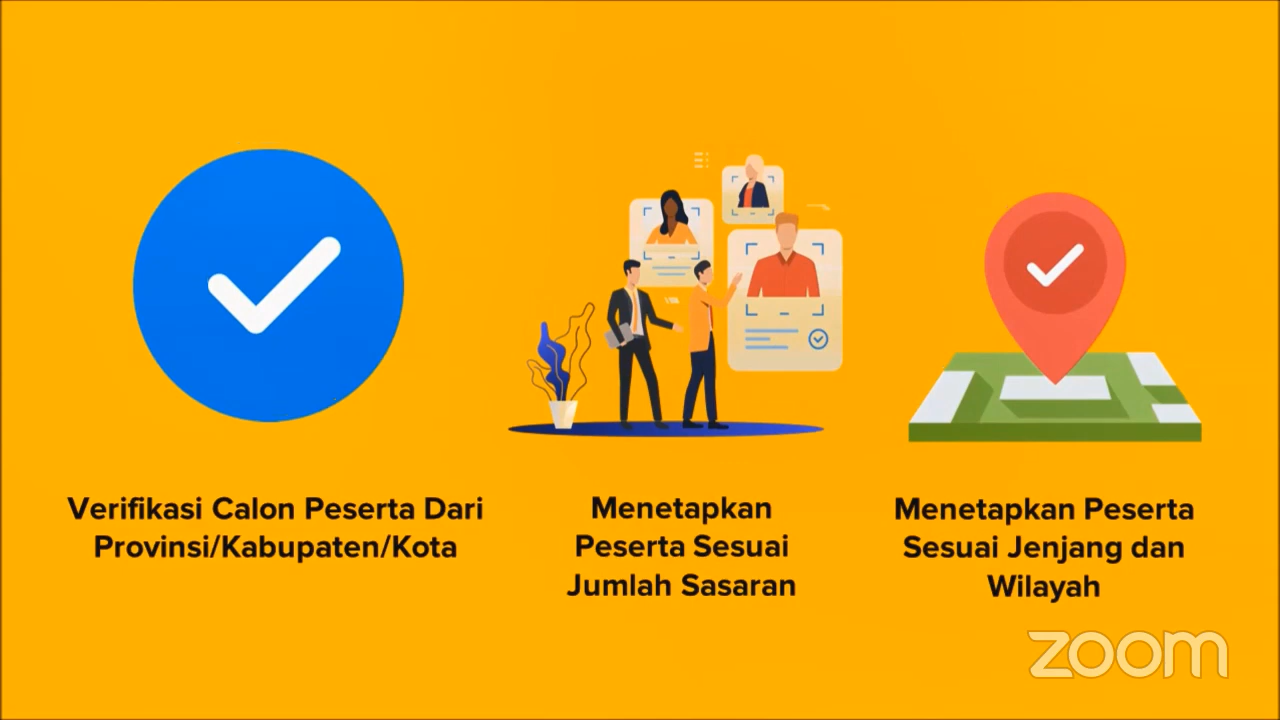 Verifikasi Calon Peserta Dari
Provinsi/Kabupaten/Kota
Menetapkan
Peserta Sesuai
Jumlah Sasaran
Menetapkan Peserta
Sesuai Jenjang dan
Wilayah
zoom